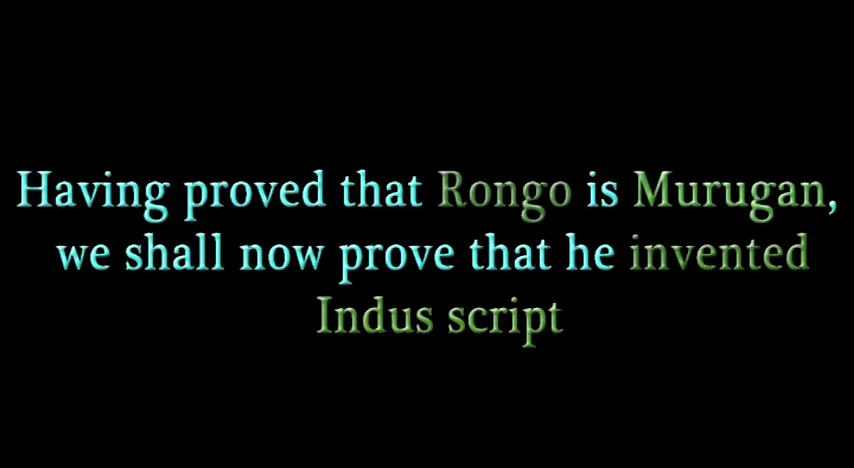 Having proved that Rongo is Murugan,
we shall now prove that he invented
Indus script